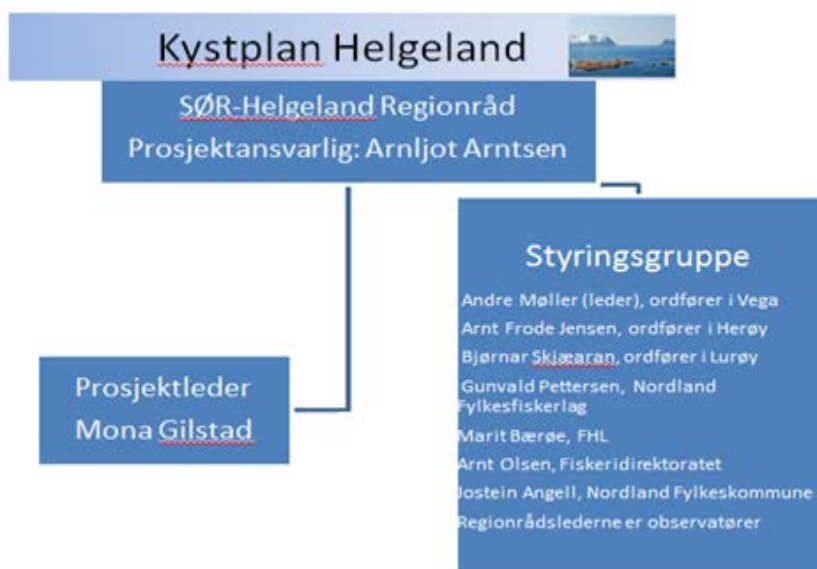 Kystplan Helgeland
SØR-Helgeland Regionråd
Prosjektansvarlig: Arnljot Arntsen
Prosjektleder
Mona Gilstad
Styringsgruppe
Andre Møller (leder), ordfører i Vega
Arnt Frode Jensen, ordfører i Herøy
Bjørnar Skjæaran, ordfører i Lurøy
Gunvald Pettersen, Nordland
Fylkesfiskerlag
Marit Bærøe, FHL
Arnt Olsen, Fiskeridirektoratet
Jostein Angell, Nordland Fylkeskommune
Regionrådslederne er observatører